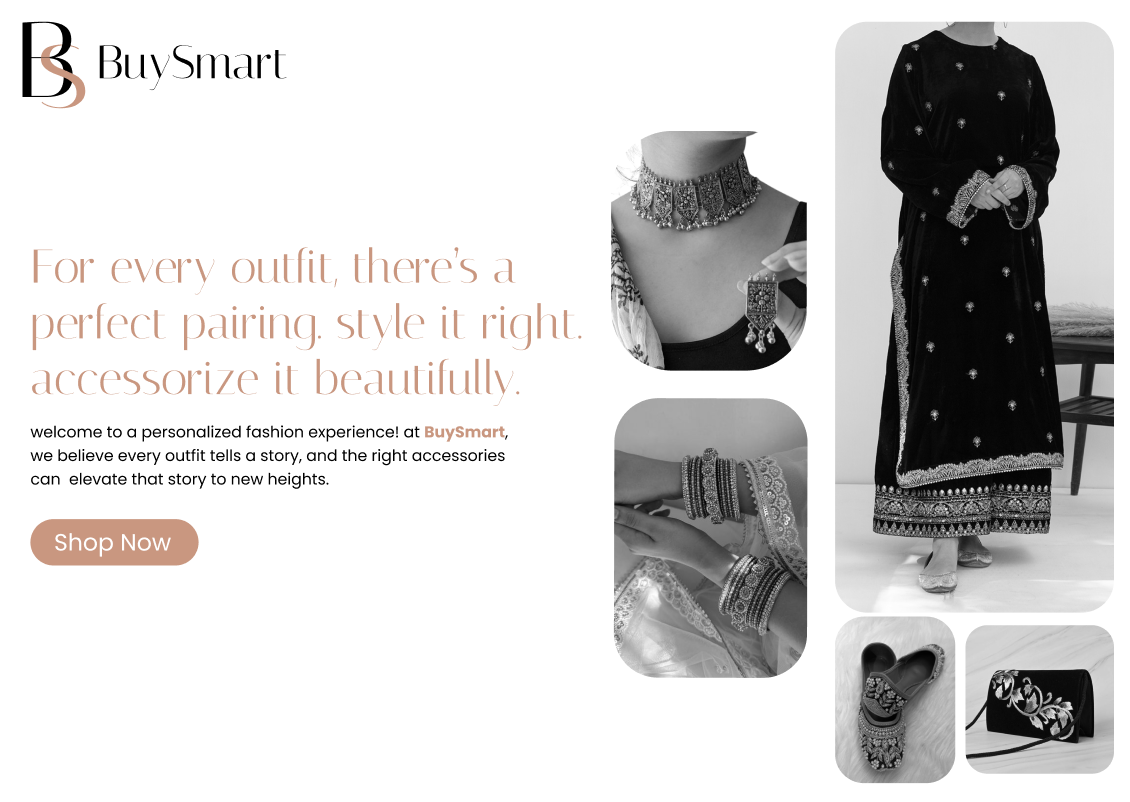 BS BuySmart
For every outfit, there's a
perfect pairing. style it right.
accessorize it beautifully.
welcome to a personalized fashion experience! at BuySmart,
we believe every outfit tells a story, and the right accessories
can  elevate that story to new heights.
Shop Now